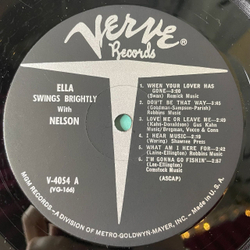 Verve®
Records
ELLA
SWINGS BRIGHTLY
With
NELSON
V-4054 A
(VG-166)
1. WHEN YOUR LOVER HAS
GONE—3:00
(Swan) Remick Music
2. DON'T BE THAT WAY—3:45
(Goodman-Sampson-Parish)
Robbins Music
3. LOVE ME OR LEAVE ME—2:49
(Kahn-Donaldson) Gus Kahn
Music/Bregman, Vocco & Conn
4. I HEAR MUSIC—2:31
(Waring) Shawnee Press
5. WHAT AM I HERE FOR—2:43
(Laine-Ellington) Robbins Music
6. I'M GONNA GO FISHIN'—2:57
(Lee-Ellington)
Comstock Music
(ASCAP)
MGM RECORDS—A DIVISION OF METRO-GOLDWYN-MAYER, INC.—Made in U.S.A.